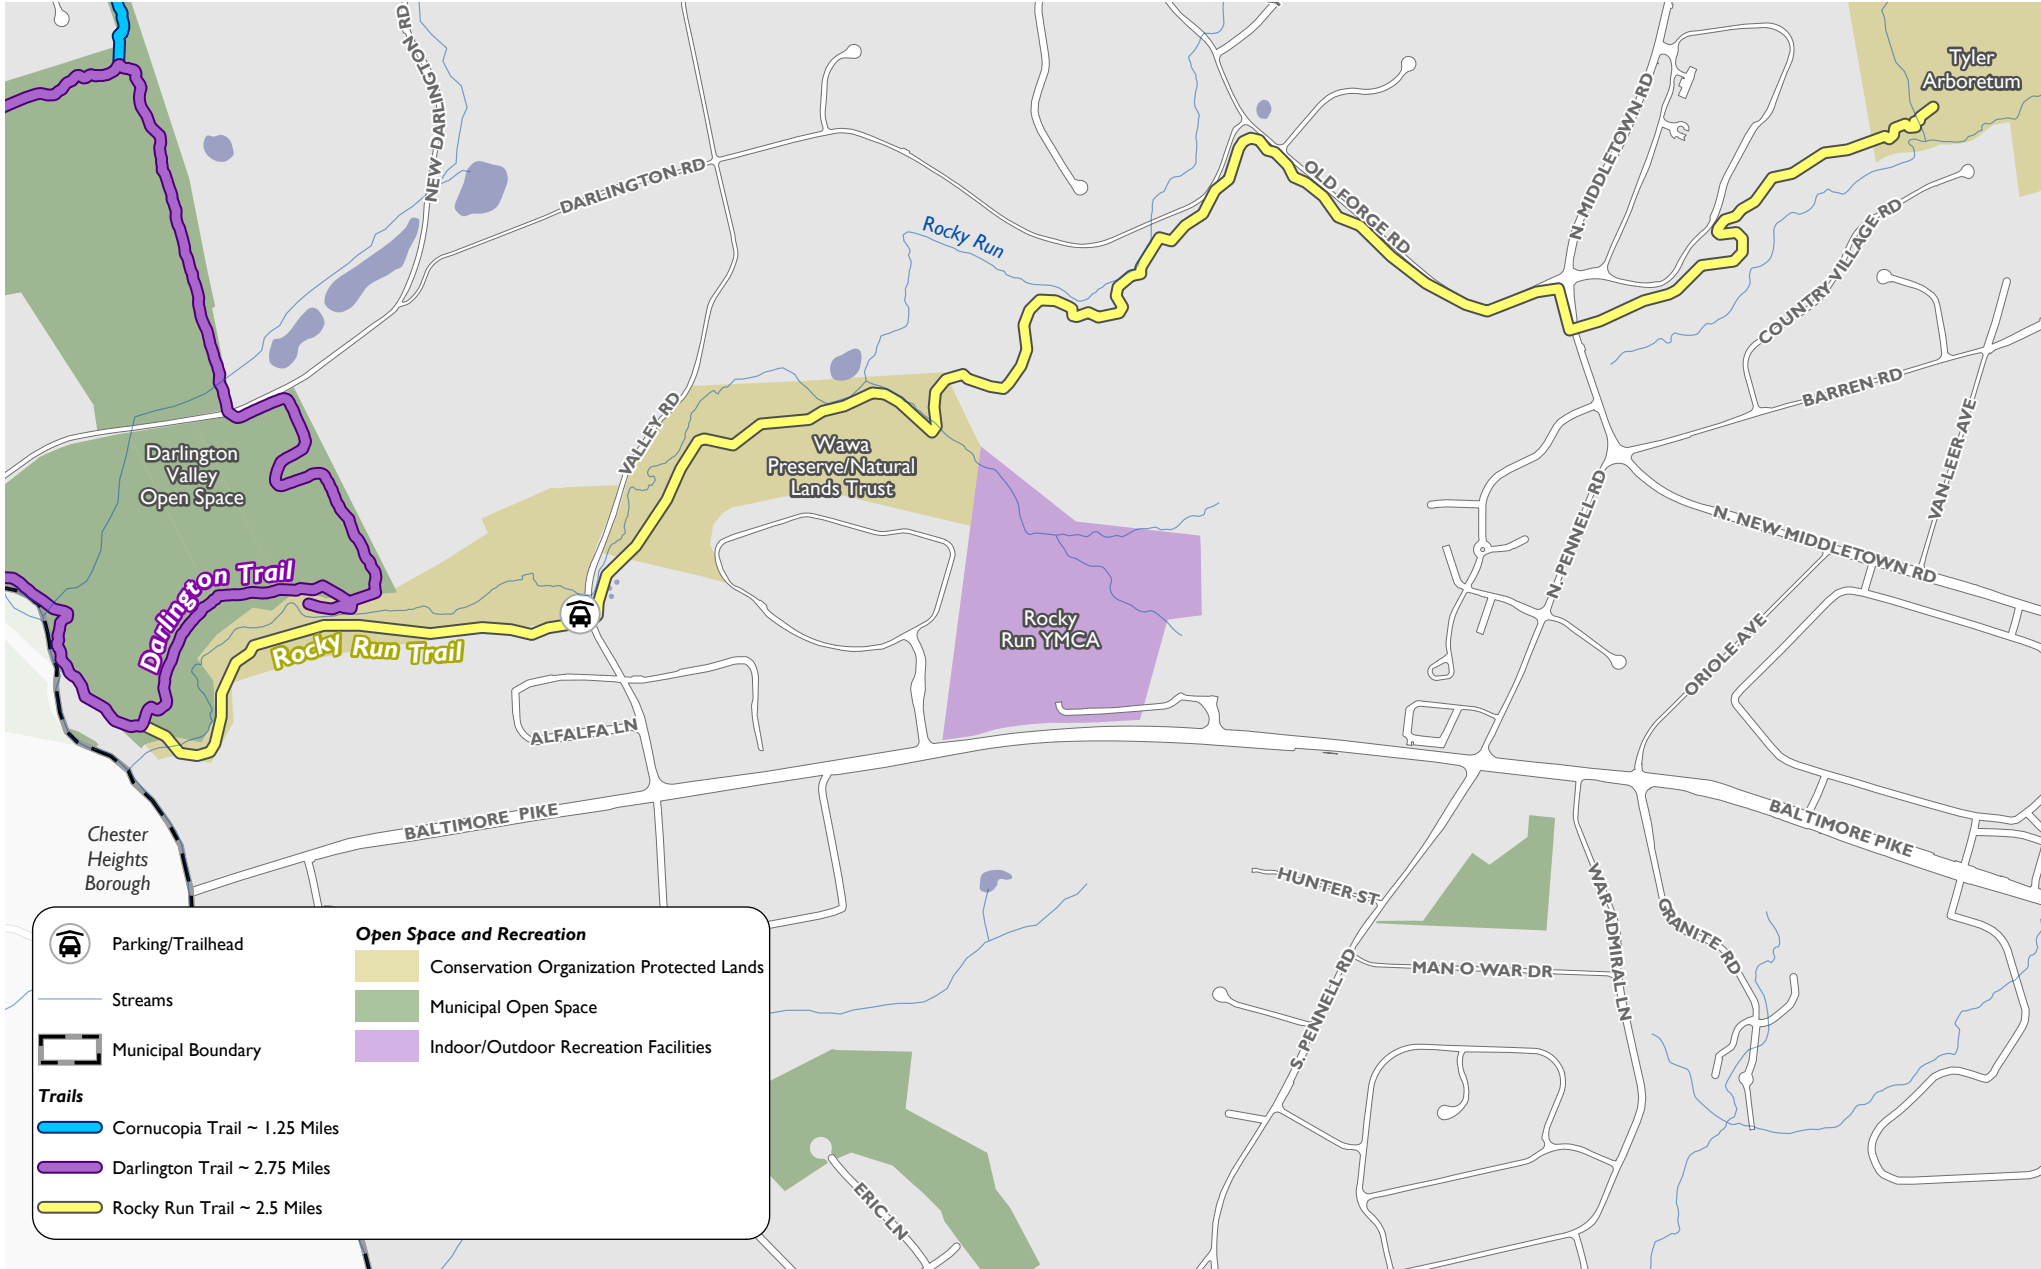 NEW DARLINGTON RD
Tyler
Arboretum
N. MIDDLETOWN RD
DARLINGTON RD
OLD FORGE RD
Rocky Run
COUNTRY VILLAGE RD
BARREN RD
VALLEY RD
Darlington
Valley
Open Space
Wawa
Preserve/Natural
Lands Trust
VAN LEER AVE
N. PENNELL RD
N. NEW MIDDLETOWN RD
Darlington Trail
Rocky Run Trail
Rocky
Run YMCA
ORIOLE AVE
ALFALFA LN
BALTIMORE PIKE
BALTIMORE PIKE
Chester
Heights
Borough
HUNTER ST
WAR ADMIRAL LN
GRANITE RD
MAN O WAR DR
S. PENNELL RD
ERIC LN
Parking/Trailhead
Streams
Municipal Boundary
Open Space and Recreation
Conservation Organization Protected Lands
Municipal Open Space
Indoor/Outdoor Recreation Facilities
Trails
Cornucopia Trail ~ 1.25 Miles
Darlington Trail ~ 2.75 Miles
Rocky Run Trail ~ 2.5 Miles